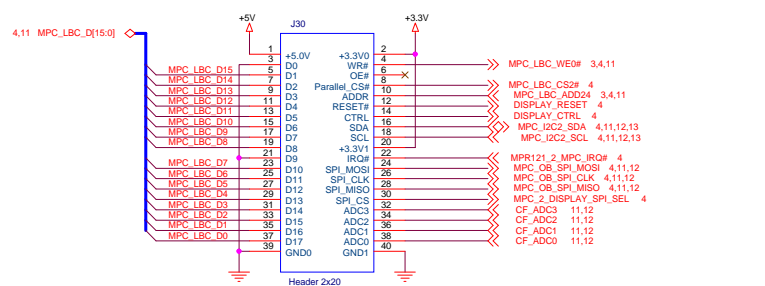 +5V
+3.3V
J30
4,11 MPC_LBC_D[15:0]
1 +5.0V +3.3V0 2
3 D0 WR# 4 MPC_LBC_WE0# 3,4,11
MPC_LBC_D15 5 D1 OE# 6
MPC_LBC_D14 7 D2 Parallel_CS# 8 MPC_LBC_CS2# 4
MPC_LBC_D13 9 D3 ADDR 10 MPC_LBC_ADD24 3,4,11
MPC_LBC_D12 11 D4 RESET# 12 DISPLAY_RESET 4
MPC_LBC_D11 13 D5 CTRL 14 DISPLAY_CTRL 4
MPC_LBC_D10 15 D6 SDA 16 MPC_I2C2_SDA 4,11,12,13
MPC_LBC_D9 17 D7 SCL 18 MPC_I2C2_SCL 4,11,12,13
MPC_LBC_D8 19 D8 +3.3V1 20
21 D9 IRQ# 22 MPR121_2_MPC_IRQ# 4
MPC_LBC_D7 23 D10 SPI_MOSI 24 MPC_OB_SPI_MOSI 4,11,12
MPC_LBC_D6 25 D11 SPI_CLK 26 MPC_OB_SPI_CLK 4,11,12
MPC_LBC_D5 27 D12 SPI_MISO 28 MPC_OB_SPI_MISO 4,11,12
MPC_LBC_D4 29 D13 SPI_CS 30 MPC_2_DISPLAY_SPI_SEL 4
MPC_LBC_D3 31 D14 ADC3 32 CF_ADC3 11,12
MPC_LBC_D2 33 D15 ADC2 34 CF_ADC2 11,12
MPC_LBC_D1 35 D16 ADC1 36 CF_ADC1 11,12
MPC_LBC_D0 37 D17 ADC0 38 CF_ADC0 11,12
39 GND0 GND1 40
Header 2x20